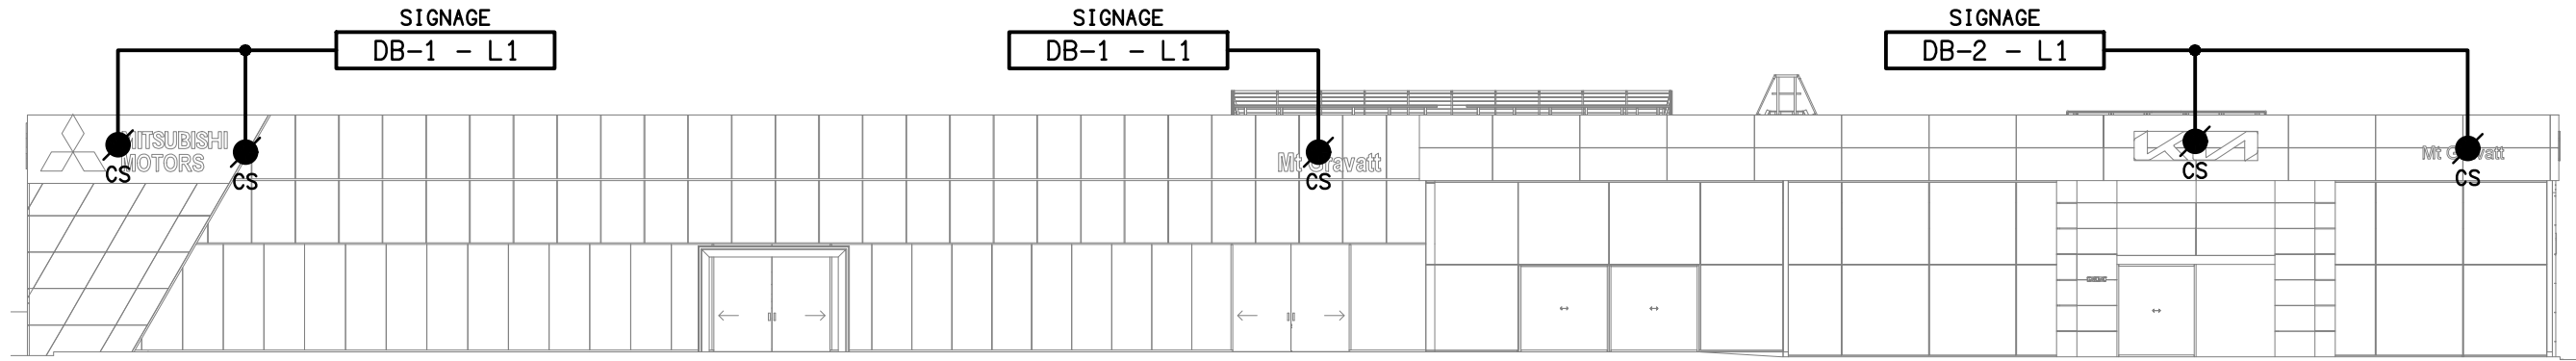 SIGNAGE
DB-1 - L1
SIGNAGE
DB-1 - L1
SIGNAGE
DB-2 - L1
MITSUBISHI
MOTORS
CS
CS
Mt Gravatt
CS
KIA
CS
Mt Gravatt
CS